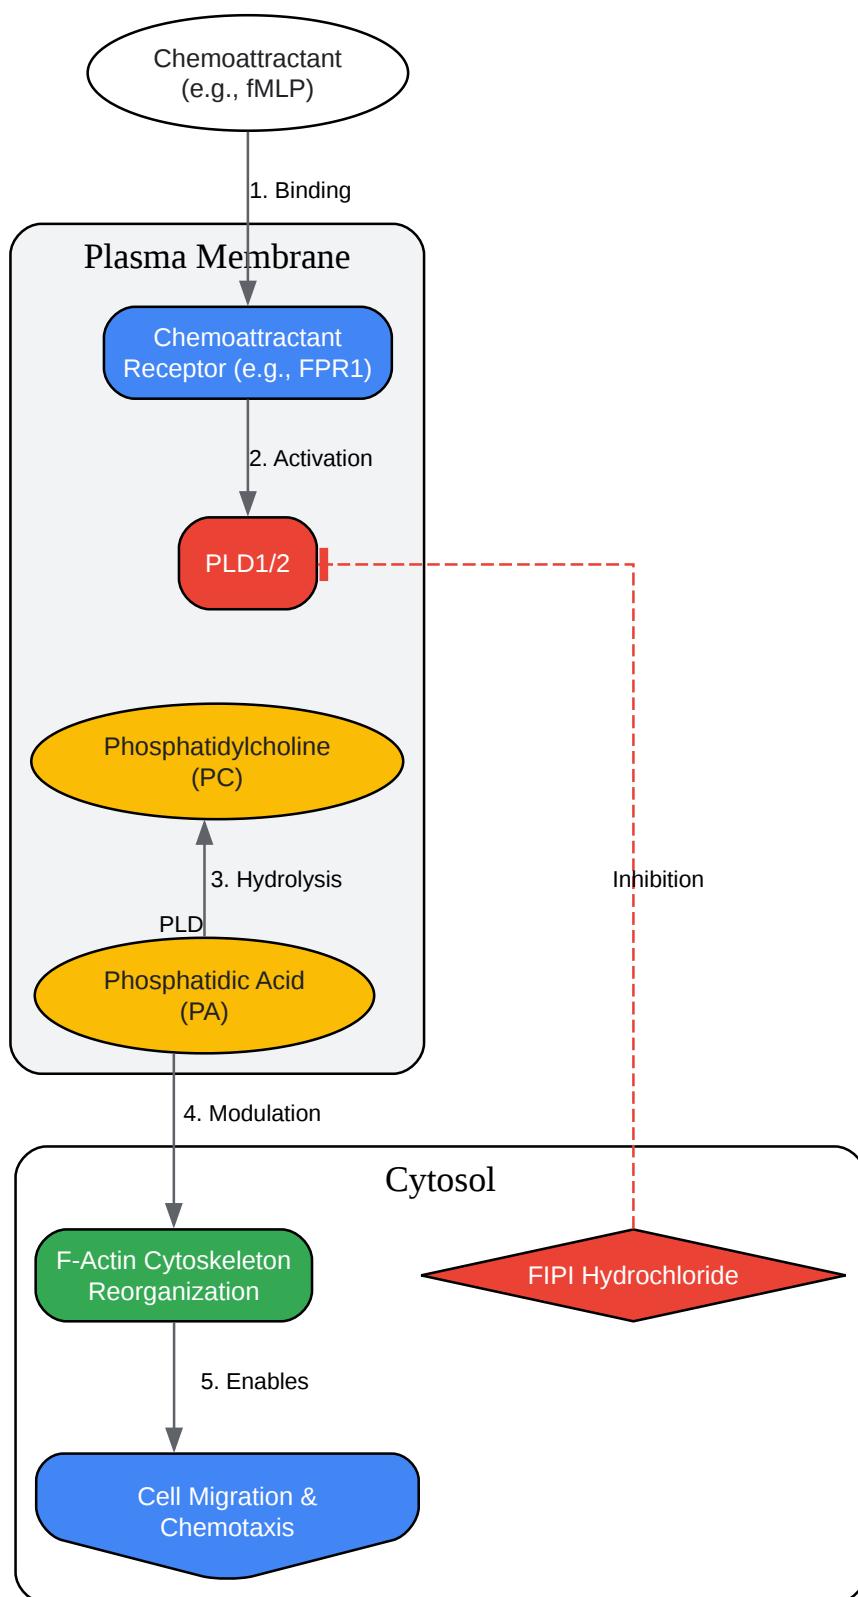 Chemoattractant
(e.g., fMLP)
1. Binding
Plasma Membrane
Chemoattractant
Receptor (e.g., FPR1)
2. Activation
PLD1/2
Phosphatidylcholine
(PC)
3. Hydrolysis
Inhibition
PLD
Phosphatidic Acid
(PA)
4. Modulation
Cytosol
F-Actin Cytoskeleton
Reorganization
FIPI Hydrochloride
5. Enables
Cell Migration &
Chemotaxis